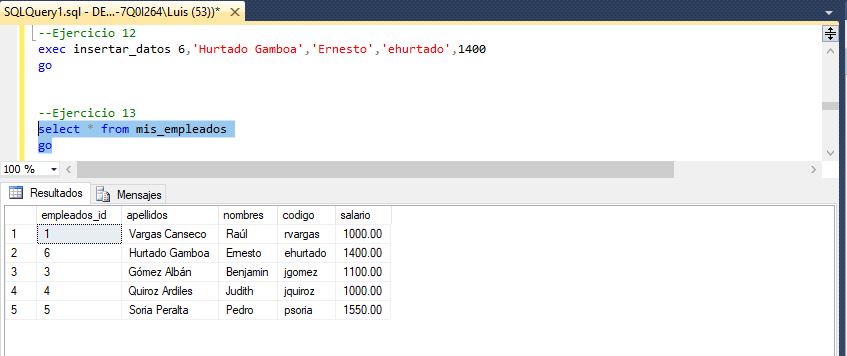 SQLQuery1.sql - DE...-7Q0I264\Luis (53))*
--Ejercicio 12
exec insertar_datos 6,'Hurtado Gamboa','Ernesto','ehurtado',1400
go
--Ejercicio 13
select * from mis_empleados
go
100 %
Resultados Mensajes
empleados_id apellidos nombres codigo salario
1 1 Vargas Canseco Raúl rvargas 1000.00
2 6 Hurtado Gamboa Ernesto ehurtado 1400.00
3 3 Gómez Albán Benjamin jgomez 1100.00
4 4 Quiroz Ardiles Judith jquiroz 1000.00
5 5 Soria Peralta Pedro psoria 1550.00